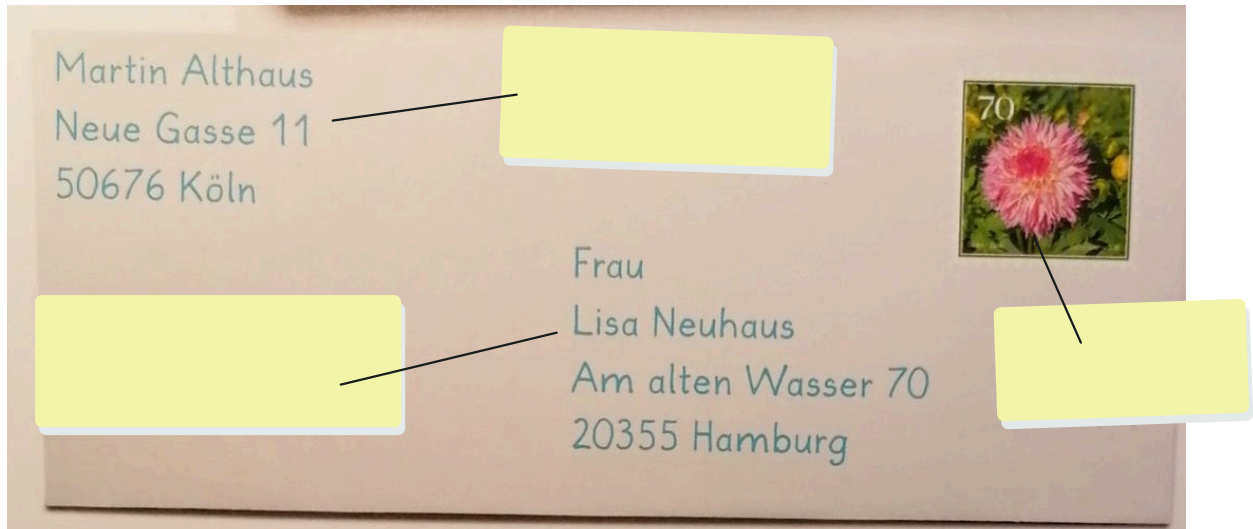 Martin Althaus
Neue Gasse 11
50676 Köln
70
Frau
Lisa Neuhaus
Am alten Wasser 70
20355 Hamburg